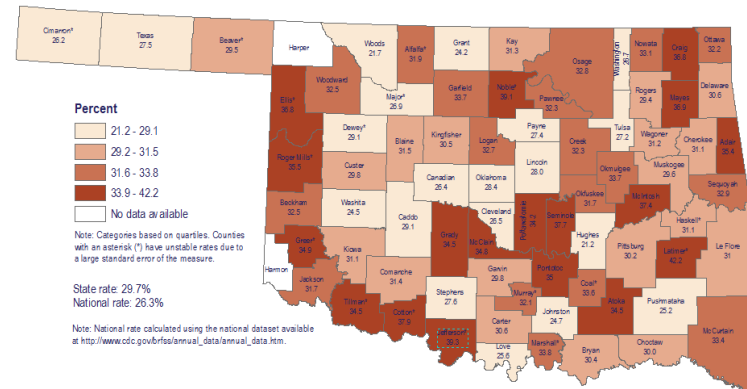 Cimarron*
26.2
Texas
27.5
Beaver*
29.5
Harper
Woods
21.7
Alfalfa*
31.9
Grant
24.2
Kay
31.3
Osage
32.8
Washington
26.7
Nowata
33.1
Craig
Ottawa
32.2
Ellis*
36.8
Woodward
32.5
Major*
26.9
Garfield
33.7
Noble*
39.1
Pawnee
32.3
Rogers
29.4
Mayes
36.9
Delaware
30.6
Roger Mills*
Dewey*
29.1
Blaine
31.5
Kingfisher
30.5
Logan
32.7
Payne
27.4
Creek
32.3
Tulsa
27.2
Wagoner
31.2
Cherokee
31.1
Adair
Custer
29.8
Canadian
26.4
Oklahoma
28.4
Lincoln
28.0
Okmulgee
33.7
Muskogee
29.6
Sequoyah
32.9
Beckham
32.5
Washita
24.5
Caddo
29.1
Cleveland
26.5
Pottawatomie
34.2
Seminole
37.7
Okfuskee
31.7
McIntosh
37.4
Haskell*
31.1
Greer*
34.9
Kiowa
31.1
Grady
34.5
McClain
34.8
Hughes
21.2
Pittsburg
30.2
Latimer*
42.2
Le Flore
31
Harmon
Jackson
31.7
Comanche
31.4
Garvin
29.8
Pontotoc
35
Coal*
33.6
Tillman*
34.5
Cotton*
37.9
Stephens
27.6
Murray*
32.1
Johnston
24.7
Atoka
34.5
Pushmataha
25.2
McCurtain
33.4
Jefferson*
39.3
Carter
30.6
Love
25.6
Marshall*
33.8
Bryan
30.4
Choctaw
30.0
Percent
21.2 - 29.1
29.2 - 31.5
31.6 - 33.8
33.9 - 42.2
No data available
Note: Categories based on quartiles. Counties
with an asterisk (*) have unstable rates due to
a large standard error of the measure.
State rate: 29.7%
National rate: 26.3%
Note: National rate calculated using the national dataset available
at http://www.cdc.gov/brfss/annual_data/annual_data.htm.